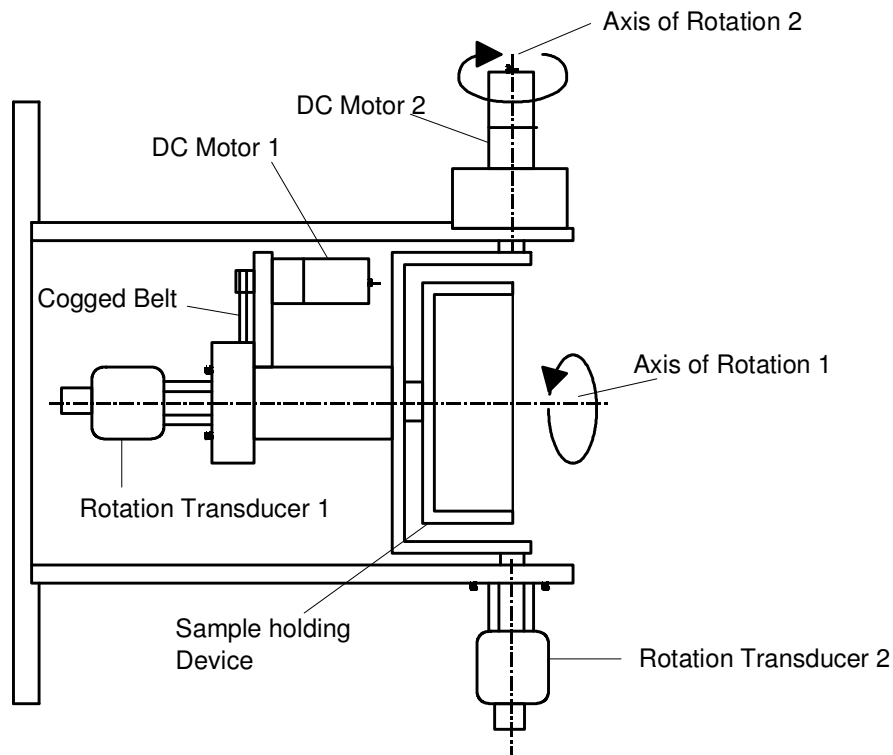 Axis of Rotation 2
DC Motor 2
DC Motor 1
Cogged Belt
Axis of Rotation 1
Rotation Transducer 1
Sample holding
Device
Rotation Transducer 2